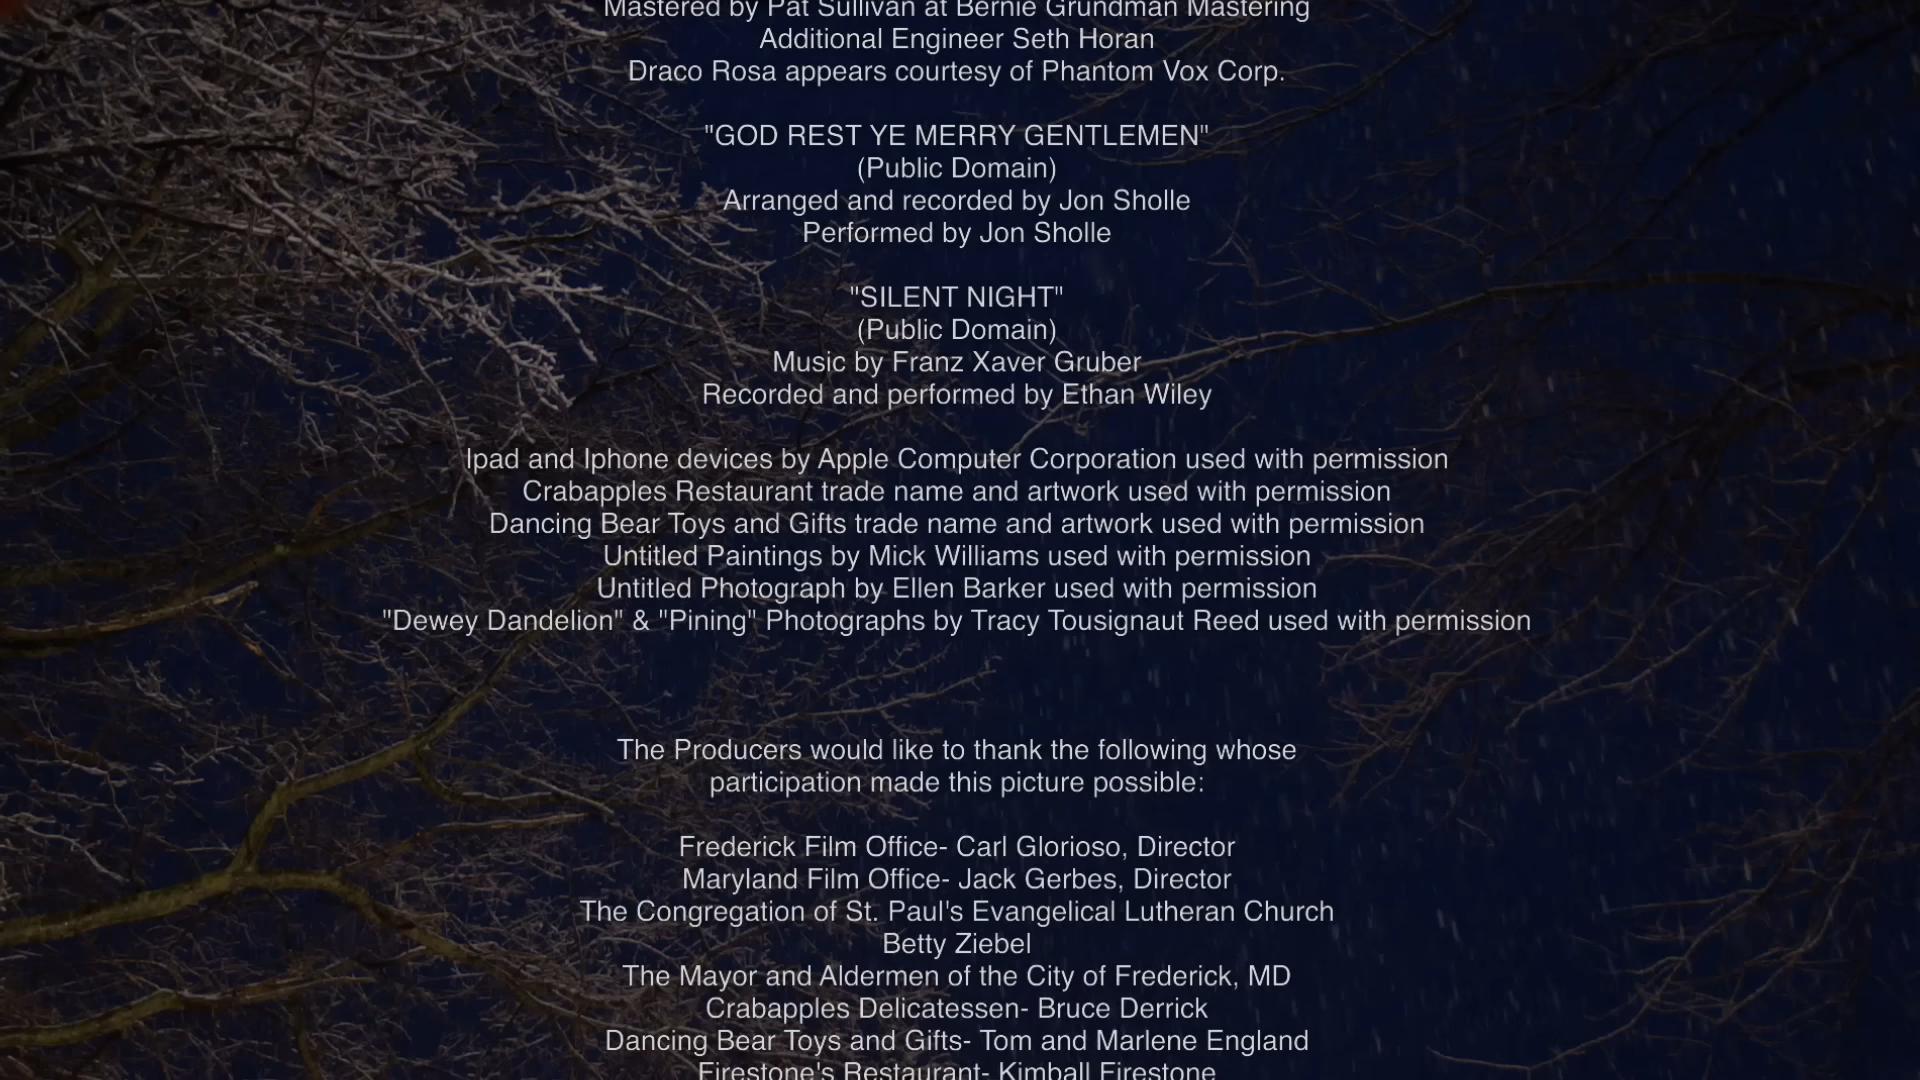 Mastered by Pat Sullivan at Bernie Grundman Mastering
Additional Engineer Seth Horan
Draco Rosa appears courtesy of Phantom Vox Corp.
"GOD REST YE MERRY GENTLEMEN"
(Public Domain)
Arranged and recorded by Jon Sholle
Performed by Jon Sholle
"SILENT NIGHT"
(Public Domain)
Music by Franz Xaver Gruber
Recorded and performed by Ethan Wiley
Ipad and Iphone devices by Apple Computer Corporation used with permission
Crabapples Restaurant trade name and artwork used with permission
Dancing Bear Toys and Gifts trade name and artwork used with permission
Untitled Paintings by Mick Williams used with permission
Untitled Photograph by Ellen Barker used with permission
"Dewey Dandelion" & "Pining" Photographs by Tracy Tousignaut Reed used with permission
The Producers would like to thank the following whose
participation made this picture possible:
Frederick Film Office- Carl Glorioso, Director
Maryland Film Office- Jack Gerbes, Director
The Congregation of St. Paul's Evangelical Lutheran Church
Betty Ziebel
The Mayor and Aldermen of the City of Frederick, MD
Crabapples Delicatessen- Bruce Derrick
Dancing Bear Toys and Gifts- Tom and Marlene England
Firestone's Restaurant- Kimball Firestone